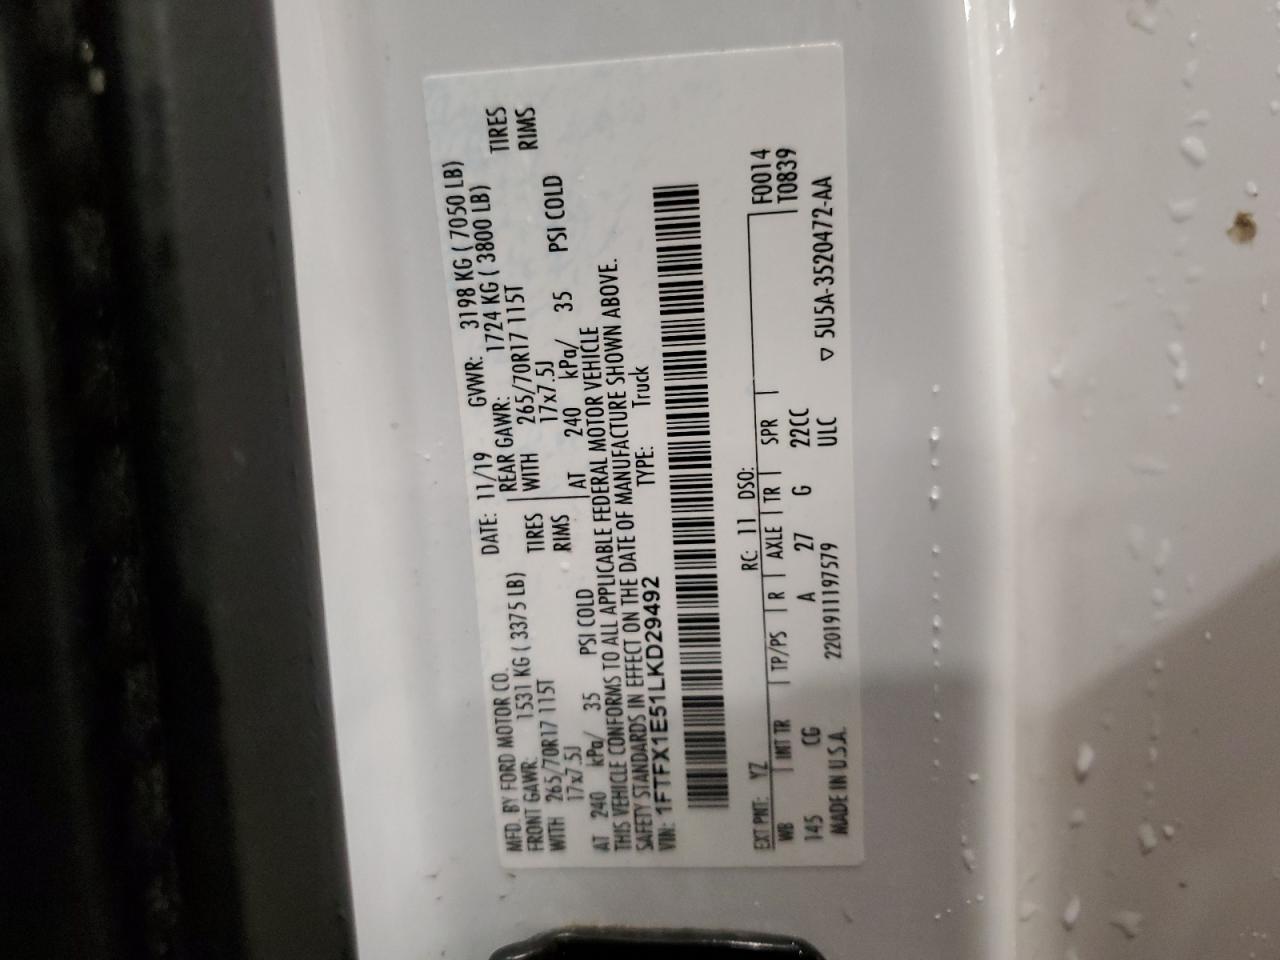 MFD. BY FORD MOTOR CO.
DATE: 11/19 GVWR: 3198 KG ( 7050 LB)
FRONT GAWR: 1531 KG ( 3375 LB)
REAR GAWR: 1724 KG ( 3800 LB)
WITH 265/70R17 115T TIRES
WITH 265/70R17 115T TIRES
17x7.5J RIMS
17x7.5J RIMS
AT 240 kPa/ 35 PSI COLD
AT 240 kPa/ 35 PSI COLD
THIS VEHICLE CONFORMS TO ALL APPLICABLE FEDERAL MOTOR VEHICLE
SAFETY STANDARDS IN EFFECT ON THE DATE OF MANUFACTURE SHOWN ABOVE.
VIN: 1FTFX1E51LKD29492 TYPE: Truck
EXT PNT: YZ RC: 11 DSO: F0014
WB INT TR TP/PS R AXLE TR SPR T0839
145 CG A 27 G 22CC
MADE IN U.S.A. 2201911197579 ULC ▽ 5U5A-3520472-AA